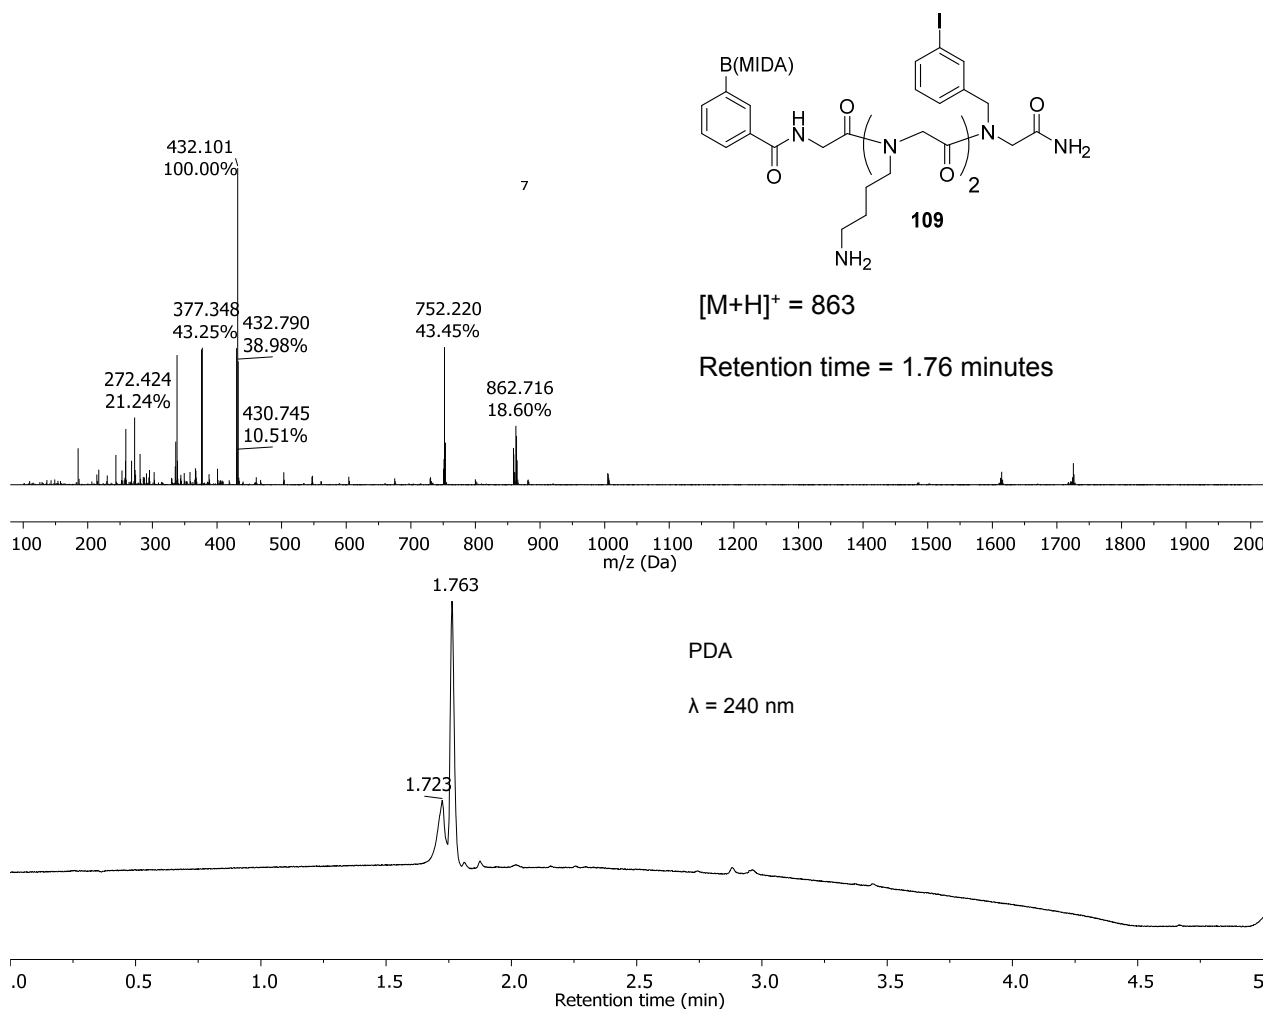 I
B(MIDA)
O
H
N
O
N
O
N
O
NH2
2
109
NH2
[M+H]+ = 863
Retention time = 1.76 minutes
432.101
100.00%
7
377.348
43.25%
432.790
38.98%
752.220
43.45%
272.424
21.24%
862.716
18.60%
430.745
10.51%
100 200 300 400 500 600 700 800 900 1000 1100 1200 1300 1400 1500 1600 1700 1800 1900 200
m/z (Da)
1.763
PDA
λ = 240 nm
1.723
.0 0.5 1.0 1.5 2.0 2.5 3.0 3.5 4.0 4.5 5
Retention time (min)